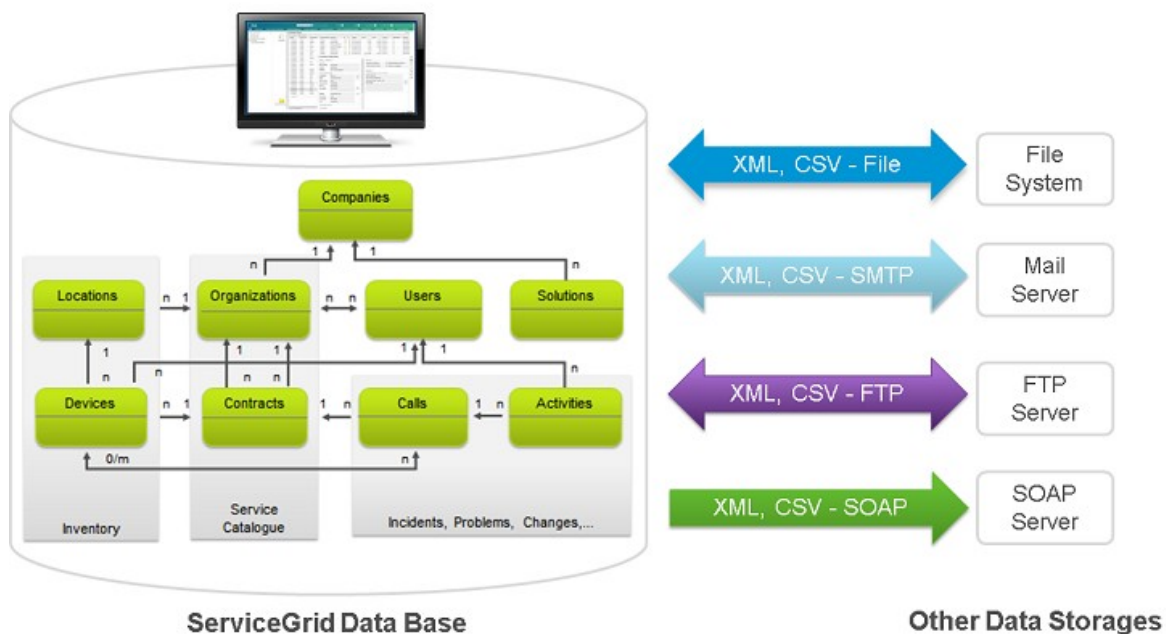 XML, CSV - File
File
System
Companies
1
1
n
n
XML, CSV - SMTP
Mail
Server
Locations
n
1
Organizations
n
n
Users
Solutions
1
1
1
1
1
n
n
n
n
n
XML, CSV - FTP
FTP
Server
Devices
n
1
Contracts
1
n
Calls
1
n
Activities
0/m
n
XML, CSV - SOAP
SOAP
Server
Inventory
Service
Catalogue
Incidents, Problems, Changes,...
ServiceGrid Data Base
Other Data Storages